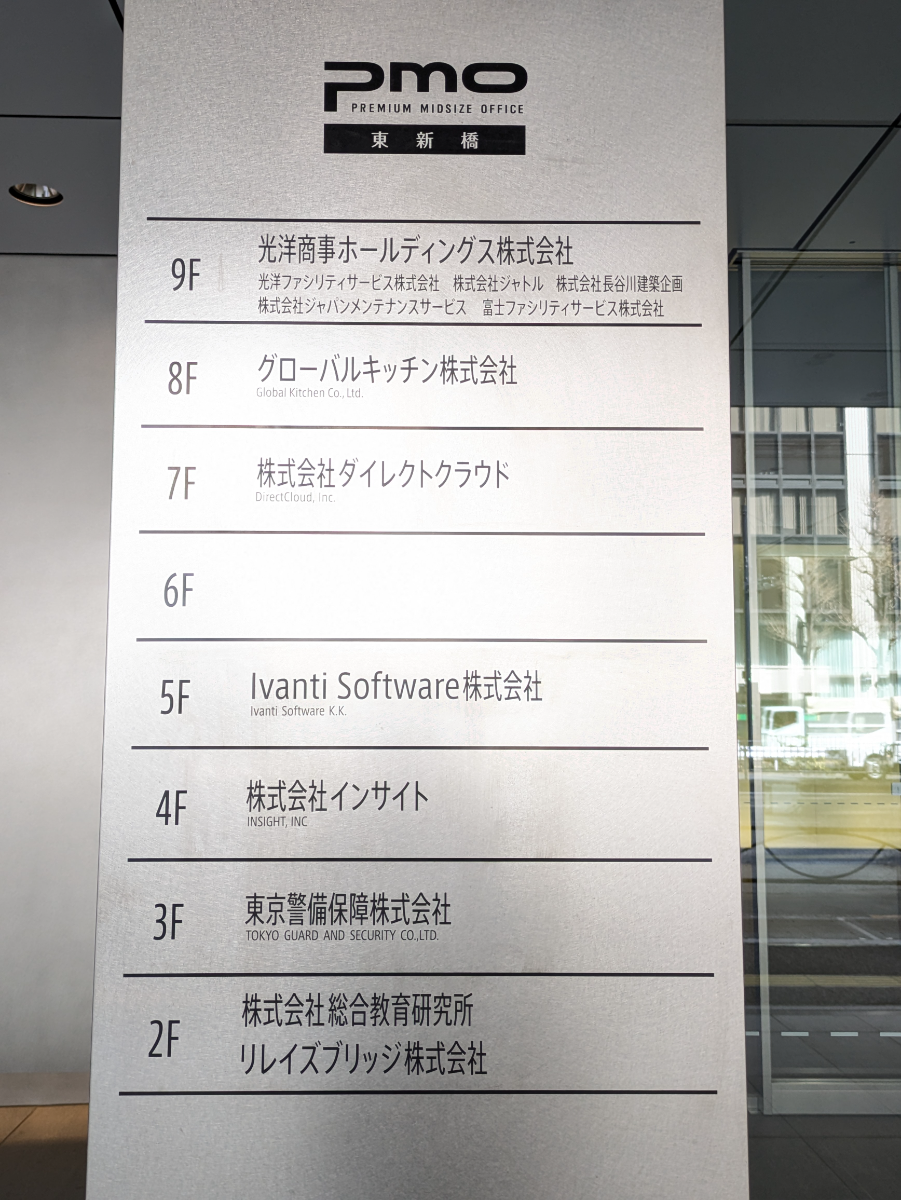 pmo
PREMIUM MIDSIZE OFFICE
東新橋
9F
光洋商事ホールディングス株式会社
光洋ファシリティサービス株式会社 株式会社ジャトル 株式会社長谷川建築企画
株式会社ジャパンメンテナンスサービス 富士ファシリティサービス株式会社
8F
グローバルキッチン株式会社
Global Kitchen Co., Ltd.
7F
株式会社ダイレクトクラウド
DirectCloud, Inc.
6F
5F
Ivanti Software株式会社
Ivanti Software K.K.
4F
株式会社インサイト
INSIGHT, INC
3F
東京警備保障株式会社
TOKYO GUARD AND SECURITY CO.,LTD.
2F
株式会社総合教育研究所
リレイズブリッジ株式会社